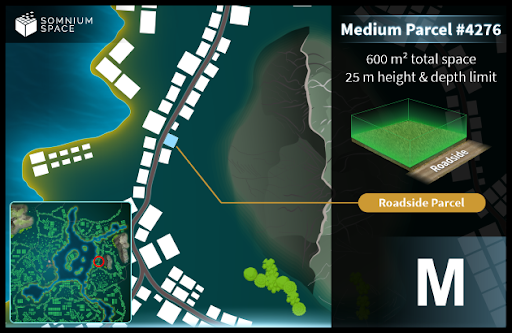 SOMNIUM
SPACE
Medium Parcel #4276
600 m² total space
25 m height & depth limit
Roadside
Roadside Parcel
M